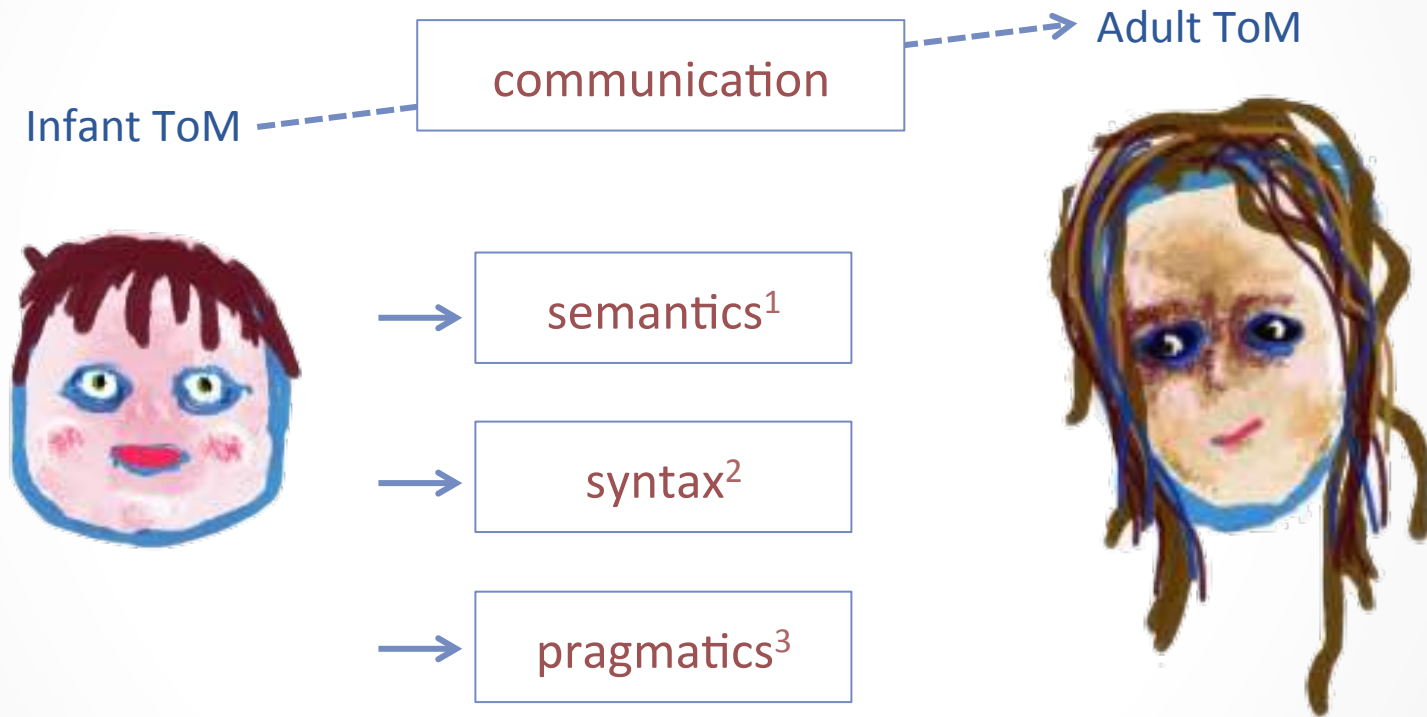 Adult ToM
communication
Infant ToM
semantics¹
syntax²
pragmatics³